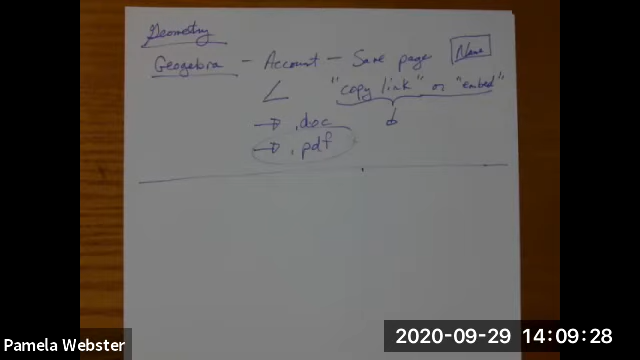 Geometry
Geogebra - Account - Save page Name
∠ "copy link" or "embed"
→ .doc
→ .pdf
Pamela Webster
2020-09-29 14:09:28